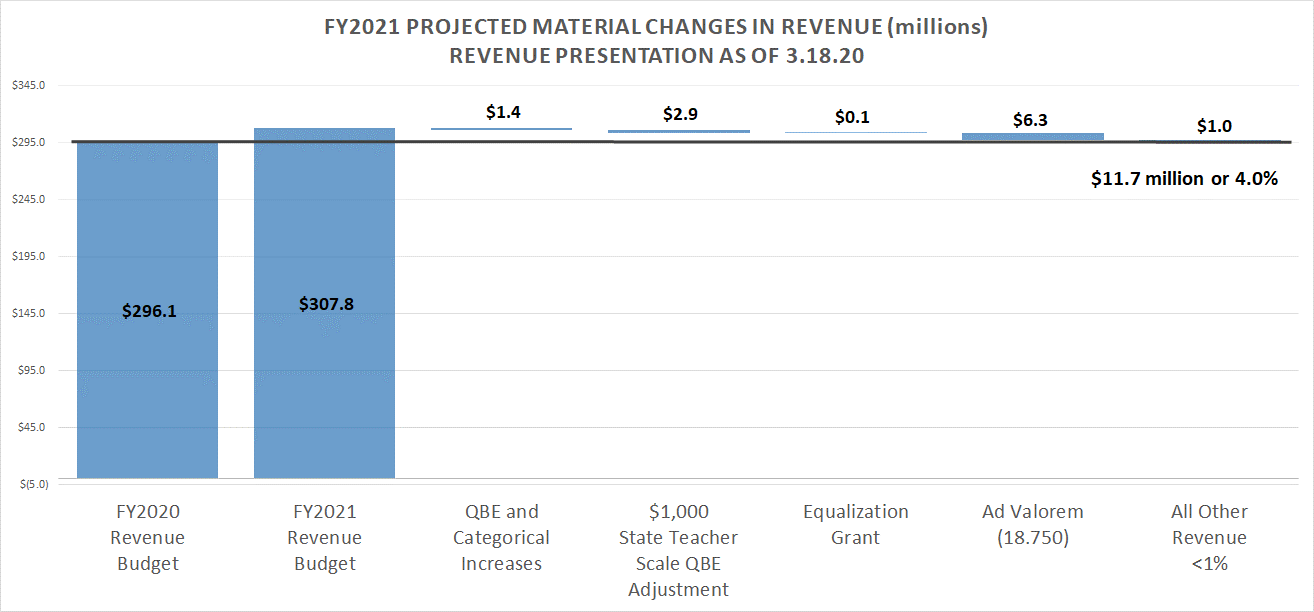 FY2021 PROJECTED MATERIAL CHANGES IN REVENUE (millions)
REVENUE PRESENTATION AS OF 3.18.20
$345.0
$295.0
$245.0
$195.0
$145.0
$95.0
$45.0
$(5.0)
$296.1
$307.8
$1.4
$2.9
$0.1
$6.3
$1.0
$11.7 million or 4.0%
FY2020
Revenue
Budget
FY2021
Revenue
Budget
QBE and
Categorical
Increases
$1,000
State Teacher
Scale QBE
Adjustment
Equalization
Grant
Ad Valorem
(18.750)
All Other
Revenue
<1%